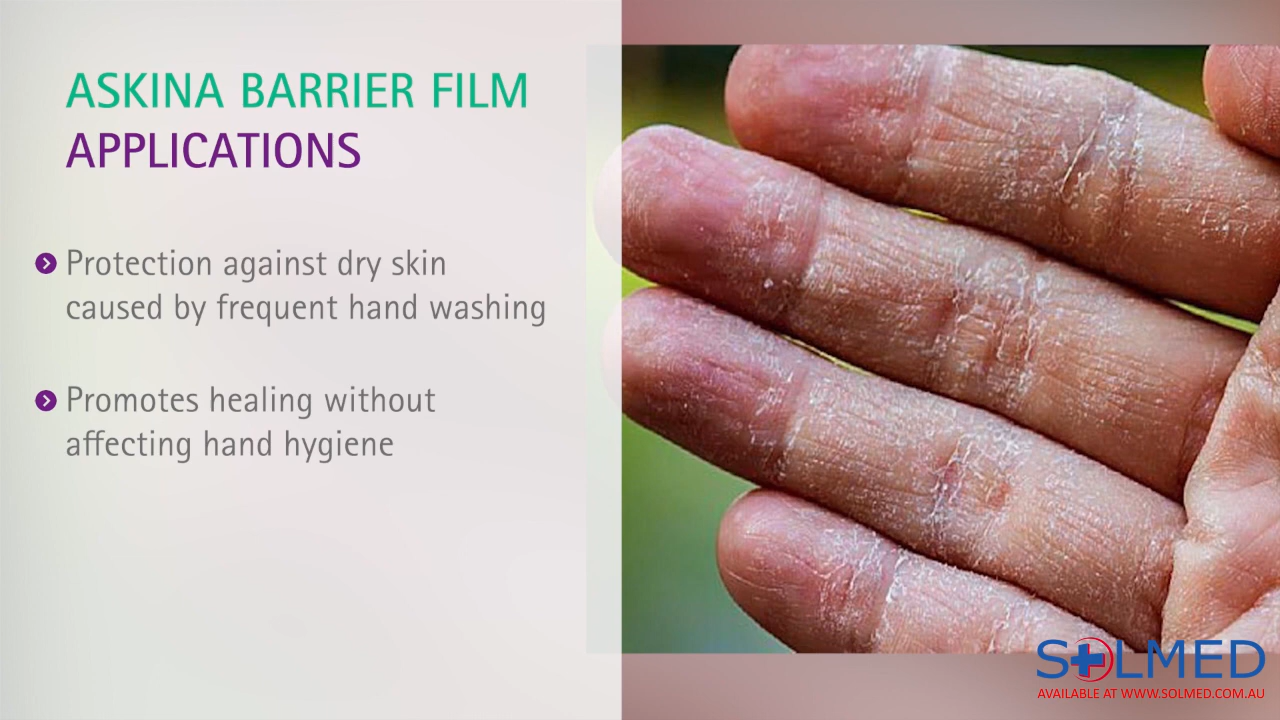 ASKINA BARRIER FILM
APPLICATIONS
Protection against dry skin
caused by frequent hand washing
Promotes healing without
affecting hand hygiene
SOLMED
AVAILABLE AT WWW.SOLMED.COM.AU